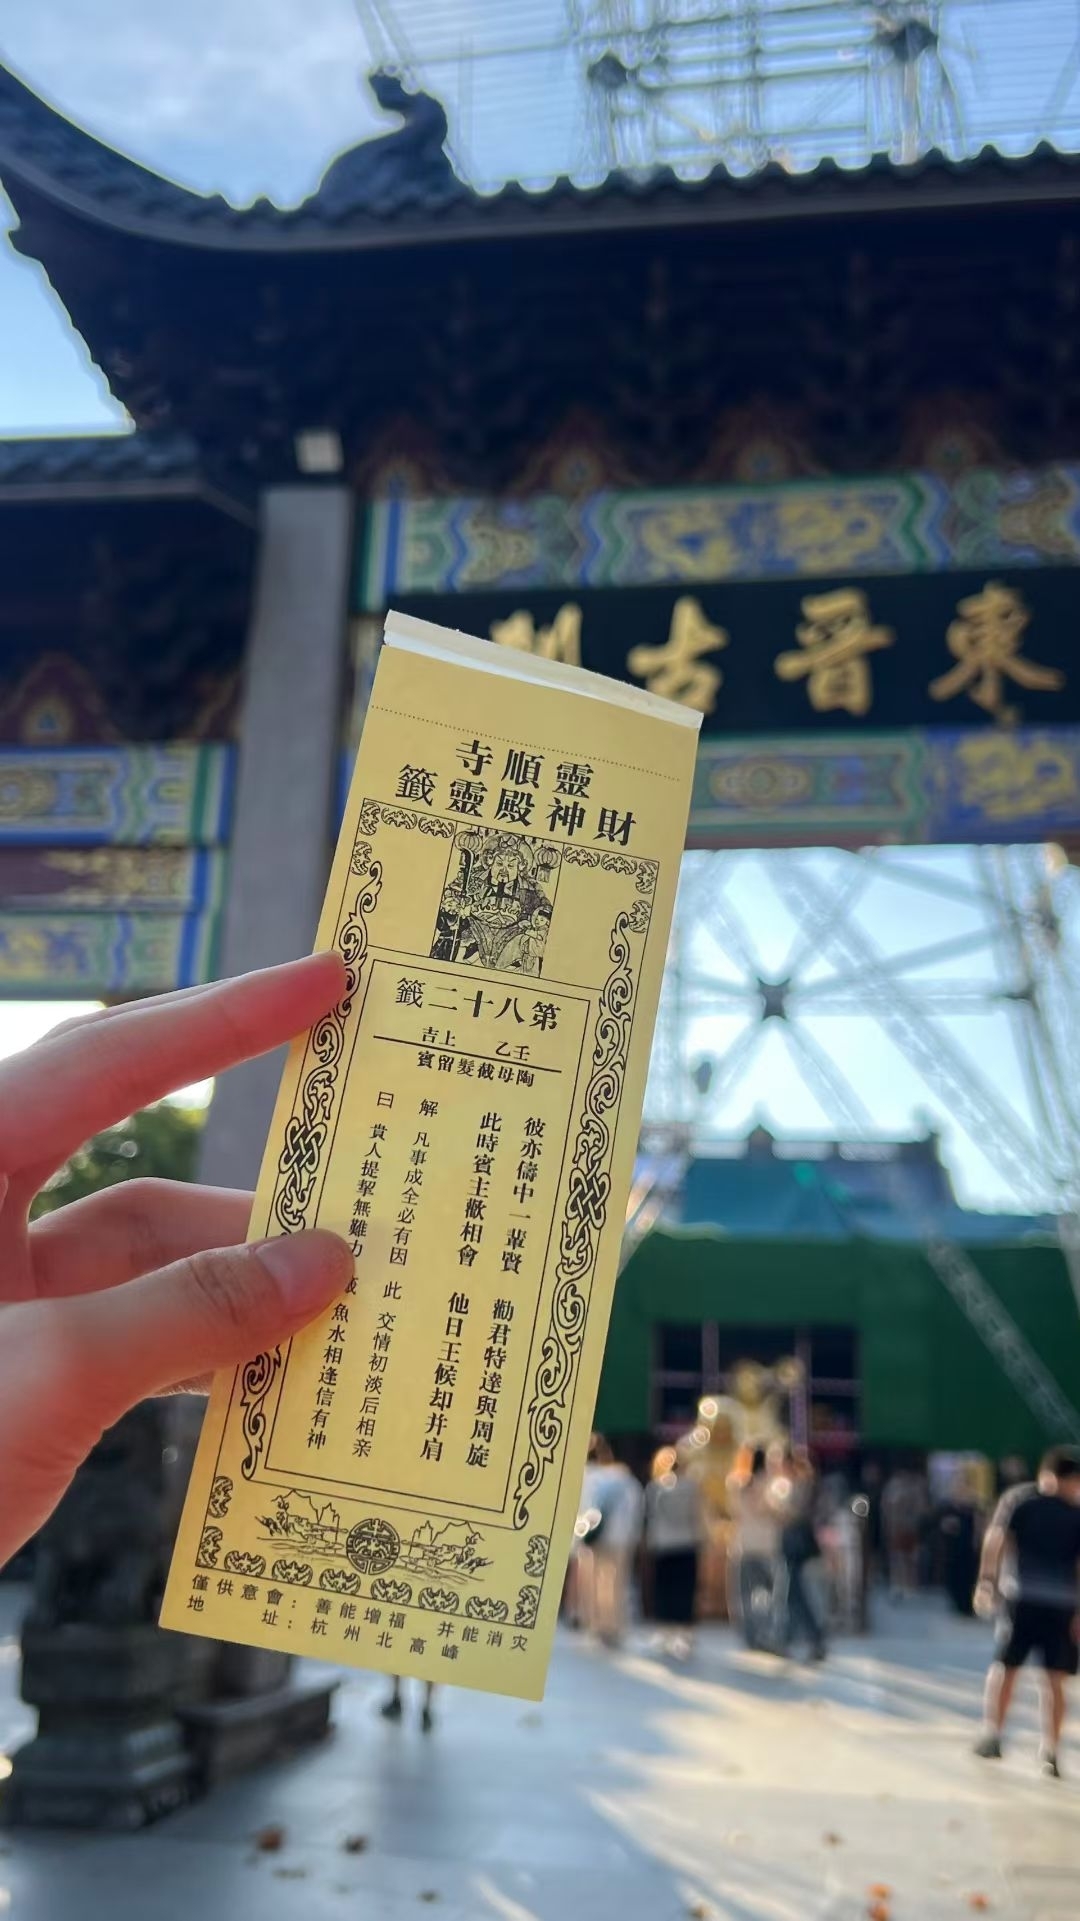 東晋古門
靈順寺
財神殿靈籤
第八十二籤
壬乙 上吉
陶母截髮留賓
彼亦儔中一輩賢 勸君特達與周旋
此時賓主歡相會 他日王候却并肩
解 凡事成全必有因 此 交情初淡后相亲
曰 貴人提挈無難力 魚水相逢信有神
僅供意會：善能增福 并能消灾
地址：杭州北高峰